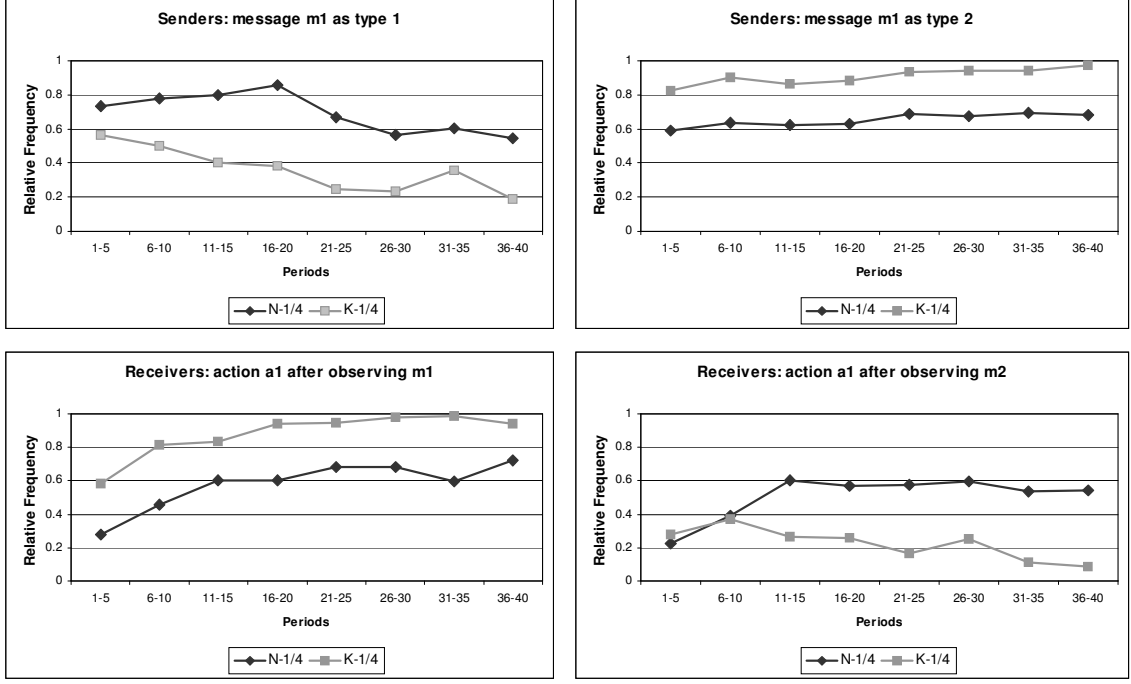 Senders: message m1 as type 1
Relative Frequency
1
0.8
0.6
0.4
0.2
0
1-5 6-10 11-15 16-20 21-25 26-30 31-35 36-40
Periods
N-1/4 K-1/4
Senders: message m1 as type 2
Relative Frequency
1
0.8
0.6
0.4
0.2
0
1-5 6-10 11-15 16-20 21-25 26-30 31-35 36-40
Periods
N-1/4 K-1/4
Receivers: action a1 after observing m1
Relative Frequency
1
0.8
0.6
0.4
0.2
0
1-5 6-10 11-15 16-20 21-25 26-30 31-35 36-40
Periods
N-1/4 K-1/4
Receivers: action a1 after observing m2
Relative Frequency
1
0.8
0.6
0.4
0.2
0
1-5 6-10 11-15 16-20 21-25 26-30 31-35 36-40
Periods
N-1/4 K-1/4